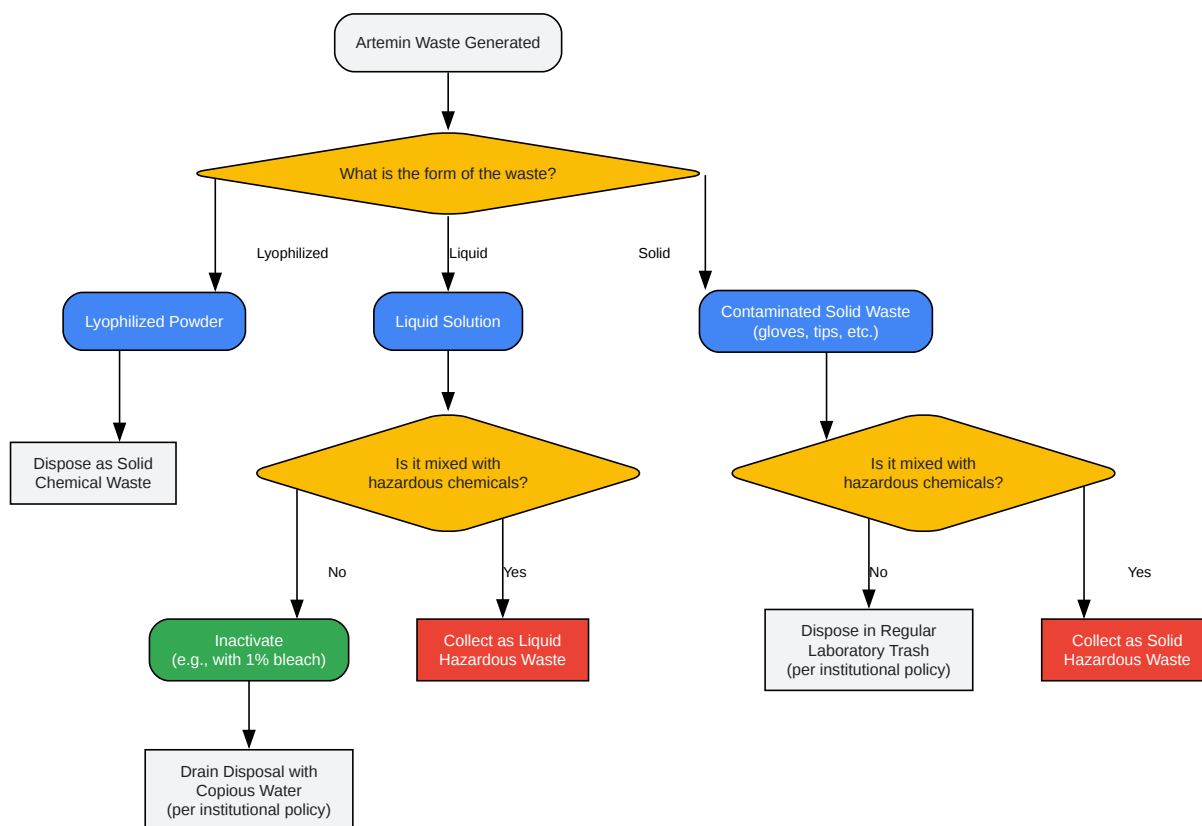 Artemin Waste Generated
What is the form of the waste?
Lyophilized
Liquid
Solid
Lyophilized Powder
Liquid Solution
Contaminated Solid Waste
(gloves, tips, etc.)
Dispose as Solid
Chemical Waste
Is it mixed with
hazardous chemicals?
Is it mixed with
hazardous chemicals?
No
Yes
No
Yes
Inactivate
(e.g., with 1% bleach)
Collect as Liquid
Hazardous Waste
Dispose in Regular
Laboratory Trash
(per institutional policy)
Collect as Solid
Hazardous Waste
Drain Disposal with
Copious Water
(per institutional policy)